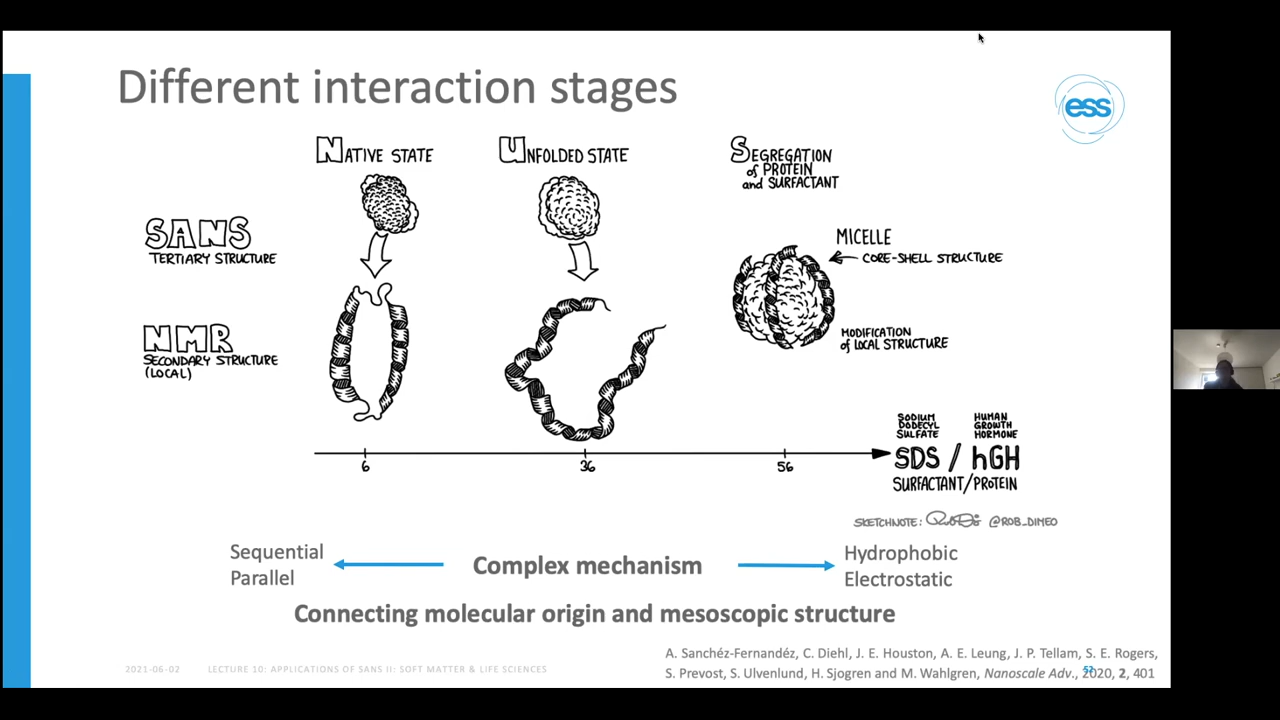 Different interaction stages
ess
NATIVE STATE
UNFOLDED STATE
SEGREGATION
of PROTEIN
and SURFACTANT
SANS
TERTIARY STRUCTURE
MICELLE
CORE-SHELL STRUCTURE
NMR
SECONDARY STRUCTURE
(LOCAL)
MODIFICATION
of LOCAL STRUCTURE
6
36
56
SODIUM
DODECYL
SULFATE
HUMAN
GROWTH
HORMONE
SDS / hGH
SURFACTANT/PROTEIN
SKETCHNOTE: @ROB_DIMEO
Sequential
Parallel
Complex mechanism
Hydrophobic
Electrostatic
Connecting molecular origin and mesoscopic structure
A. Sanchéz-Fernandéz, C. Diehl, J. E. Houston, A. E. Leung, J. P. Tellam, S. E. Rogers,
S. Prevost, S. Ulvenlund, H. Sjogren and M. Wahlgren, Nanoscale Adv., 2020, 2, 401
2021-06-02
LECTURE 10: APPLICATIONS OF SANS II: SOFT MATTER & LIFE SCIENCES